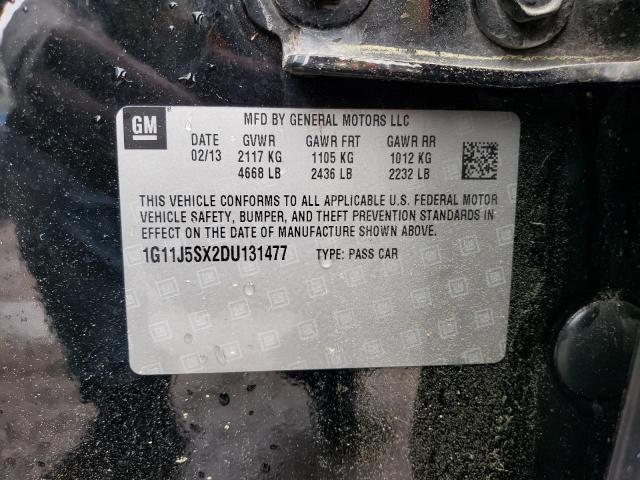 GM
MFD BY GENERAL MOTORS LLC
DATE GVWR GAWR FRT GAWR RR
02/13 2117 KG 1105 KG 1012 KG
4668 LB 2436 LB 2232 LB
THIS VEHICLE CONFORMS TO ALL APPLICABLE U.S. FEDERAL MOTOR
VEHICLE SAFETY, BUMPER, AND THEFT PREVENTION STANDARDS IN
EFFECT ON THE DATE OF MANUFACTURE SHOWN ABOVE.
1G11J5SX2DU131477 TYPE: PASS CAR